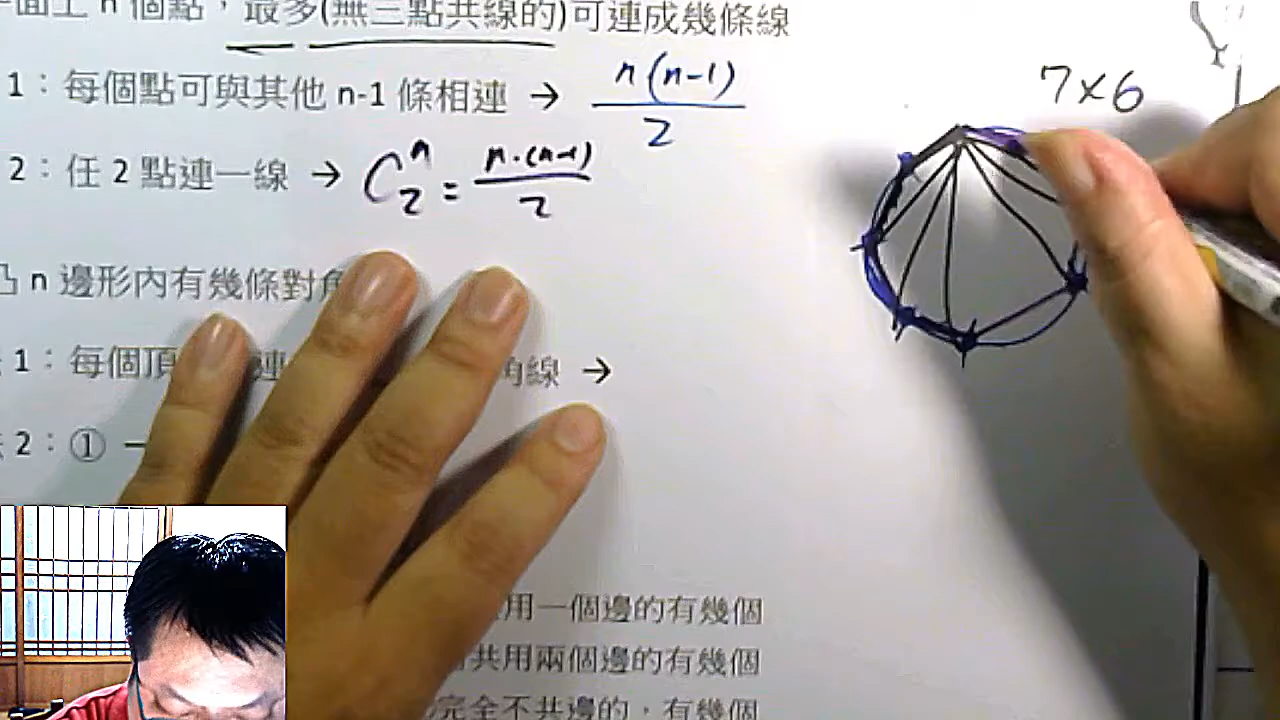 平面上 n 個點，最多(無三點共線的)可連成幾條線
1：每個點可與其他 n-1 條相連 → n(n-1)/2
7×6
2：任 2 點連一線 → C^n_2 = n·(n-1)/2
凸 n 邊形內有幾條對角
1：每個頂 連 角線 →
2：①
用一個邊的有幾個
共用兩個邊的有幾個
完全不共邊的，有幾個